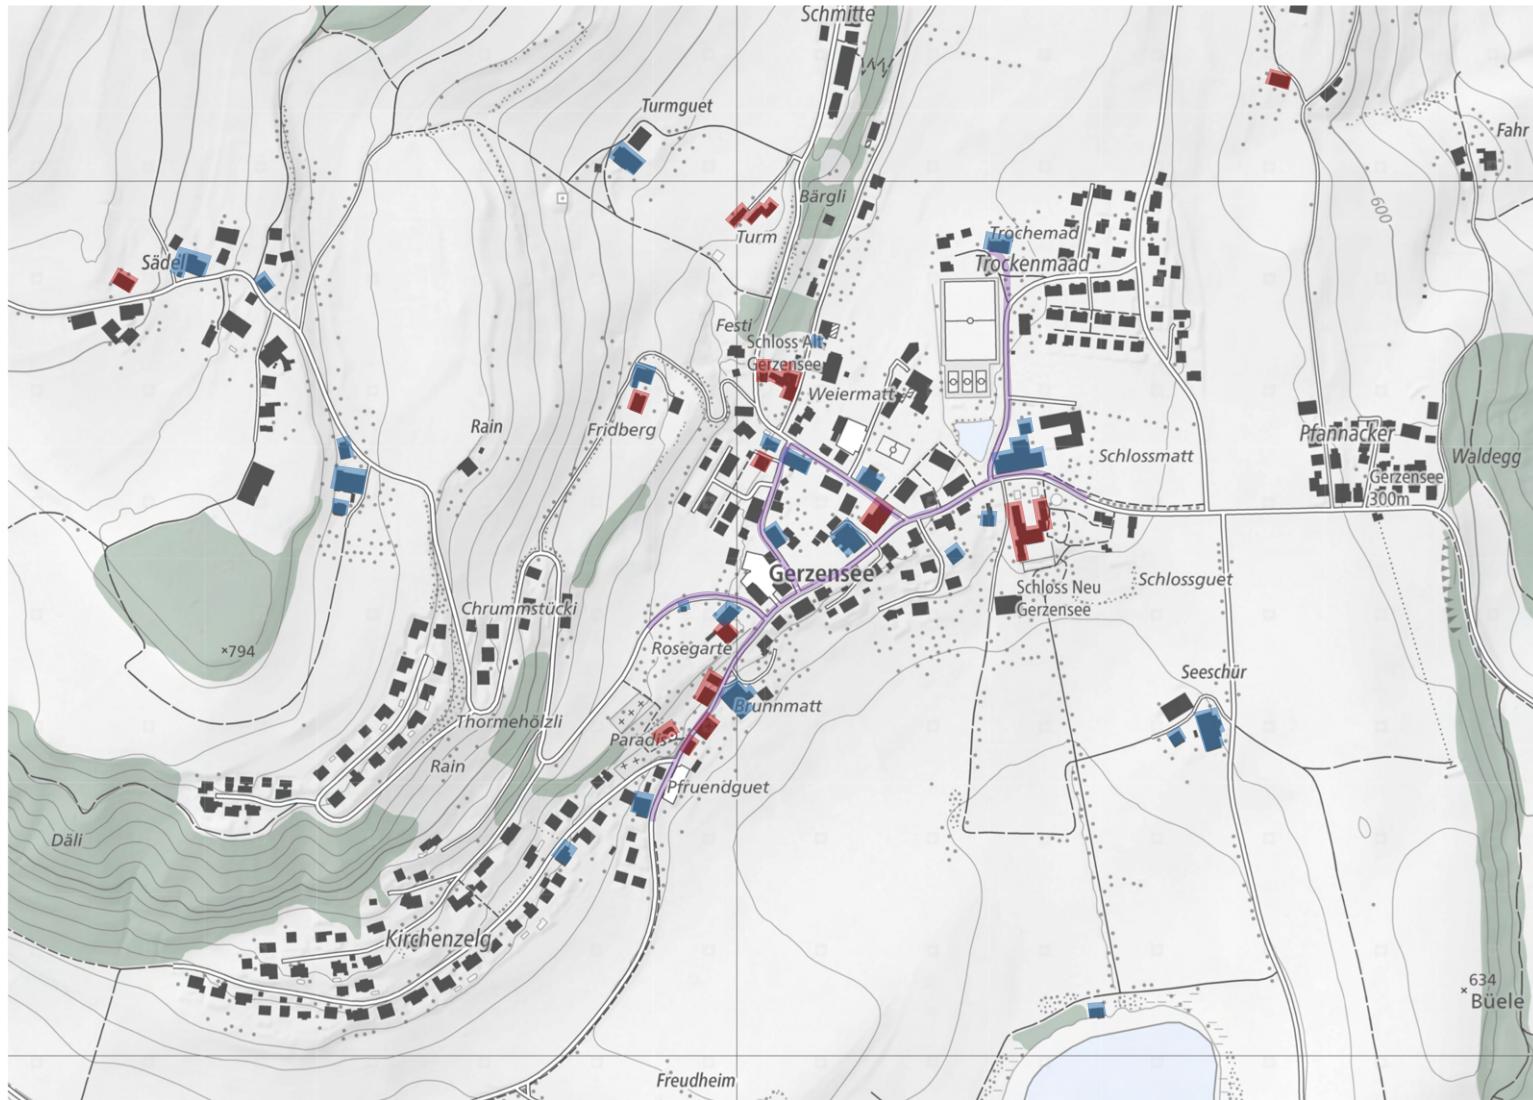 Schmitte
Turmguet
Fahr
600
Bärgli
Turm
Trochemad
Trockenmaad
Sädel
Festi
Schloss Alt
Gerzensee
Weiermatt
Rain
Fridberg
Pfannacker
Schlossmatt
Waldegg
Gerzensee
300m
Gerzensee
Schlossguet
Schloss Neu
Gerzensee
Chrummstücki
Rosegarte
794
Seeschür
Brunnmatt
Thormehölzli
Paradis
Rain
Pfruendguet
Däli
Kirchenzelg
634
Büele
Freudheim